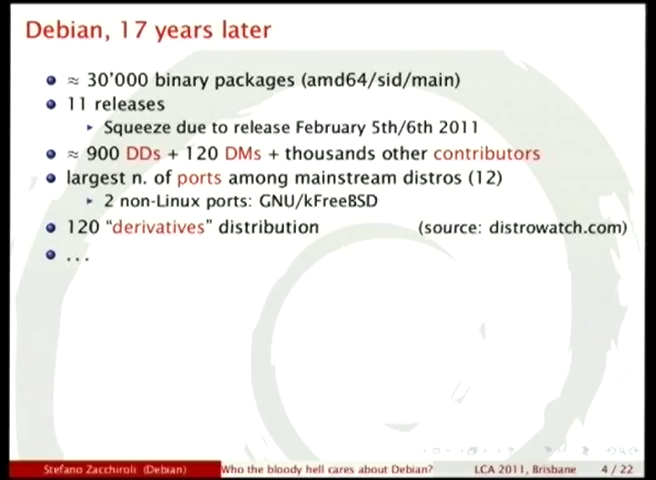 Debian, 17 years later
≈ 30'000 binary packages (amd64/sid/main)
11 releases
Squeeze due to release February 5th/6th 2011
≈ 900 DDs + 120 DMs + thousands other contributors
largest n. of ports among mainstream distros (12)
2 non-Linux ports: GNU/kFreeBSD
120 "derivatives" distribution (source: distrowatch.com)
...
Stefano Zacchiroli (Debian) Who the bloody hell cares about Debian? LCA 2011, Brisbane 4 / 22